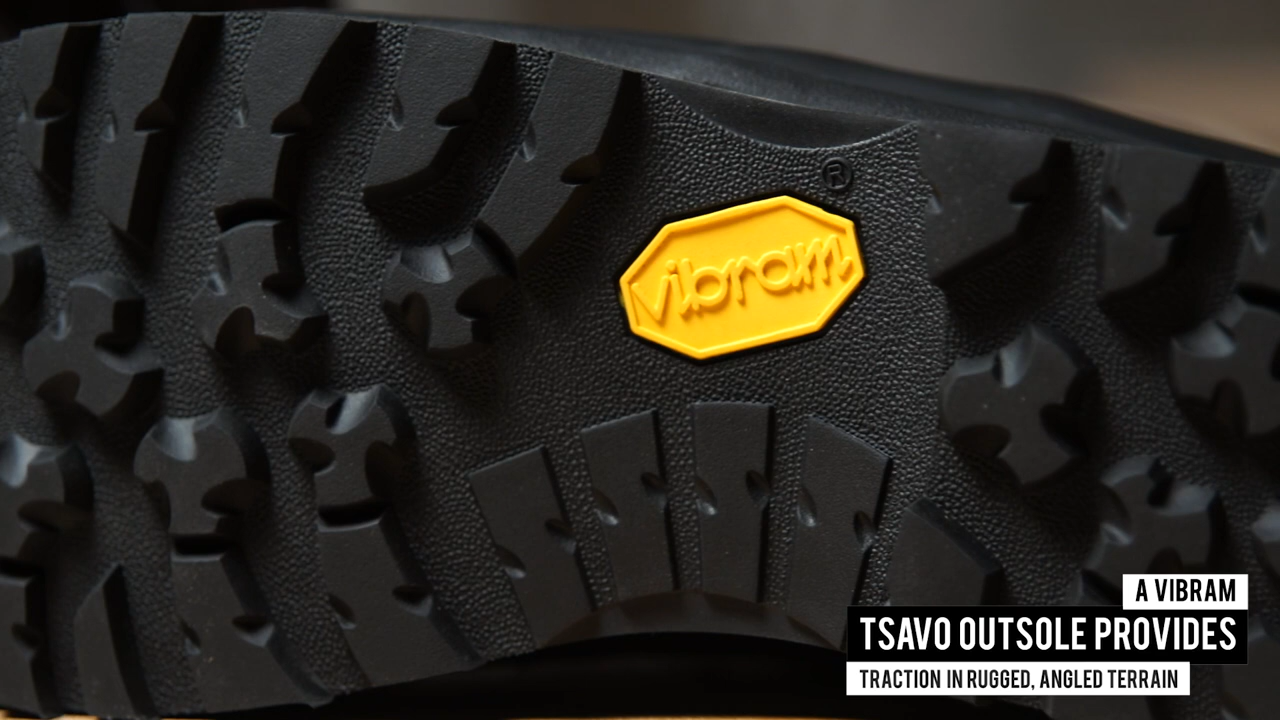 ®
vibram
A VIBRAM
TSAVO OUTSOLE PROVIDES
TRACTION IN RUGGED, ANGLED TERRAIN